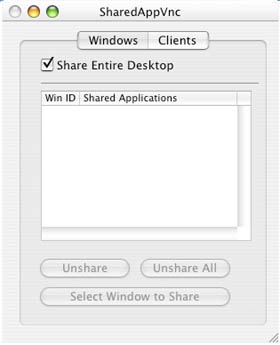 SharedAppVnc
Windows Clients
Share Entire Desktop
Win ID Shared Applications
Unshare Unshare All
Select Window to Share